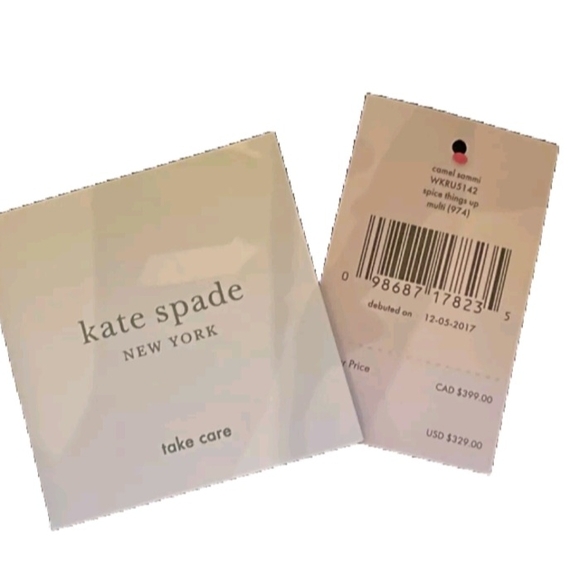 kate spade
NEW YORK
take care
camel sammi
WKRU5142
spice things up
multi (974)
0 98687 17823 5
debuted on 12-05-2017
r Price
CAD $399.00
USD $329.00